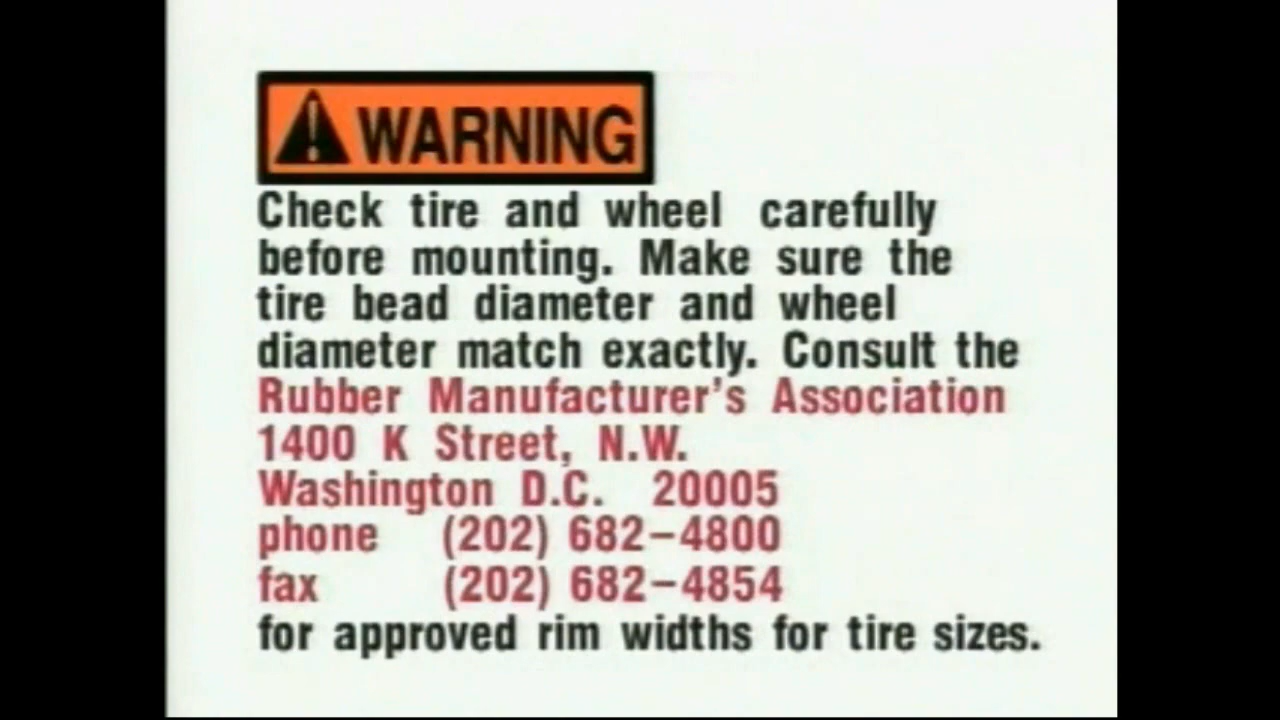 WARNING
Check tire and wheel carefully
before mounting. Make sure the
tire bead diameter and wheel
diameter match exactly. Consult the
Rubber Manufacturer's Association
1400 K Street, N.W.
Washington D.C. 20005
phone (202) 682-4800
fax (202) 682-4854
for approved rim widths for tire sizes.